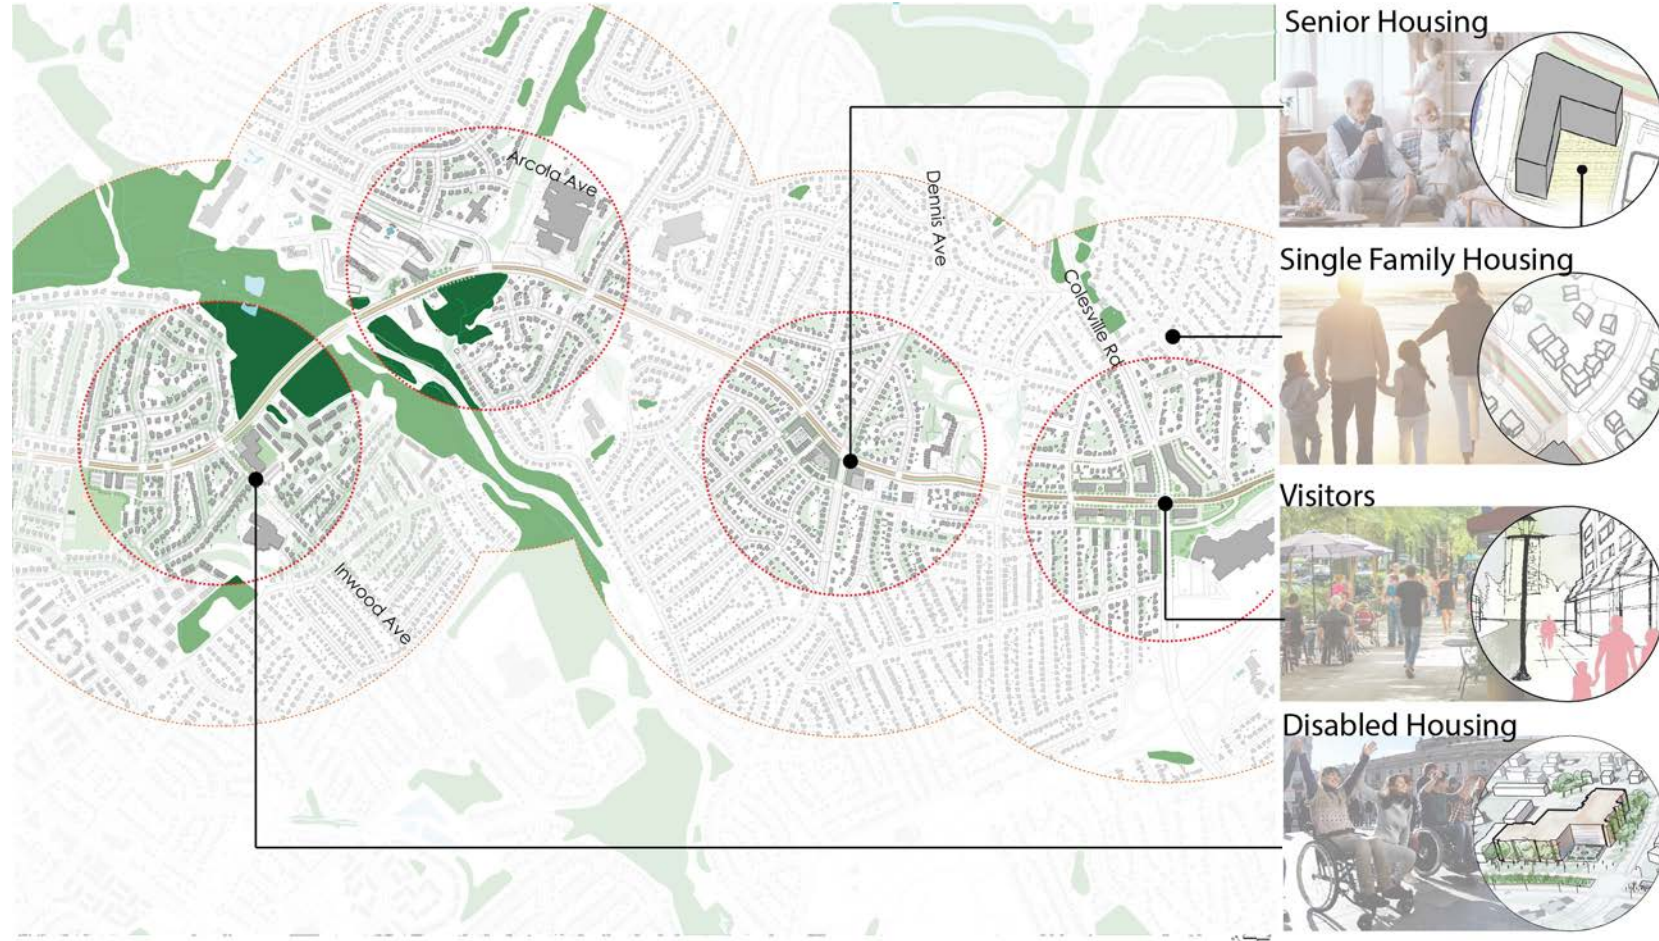 Senior Housing
Arcola Ave
Dennis Ave
Single Family Housing
Colesville Rd
Visitors
Inwood Ave
Disabled Housing